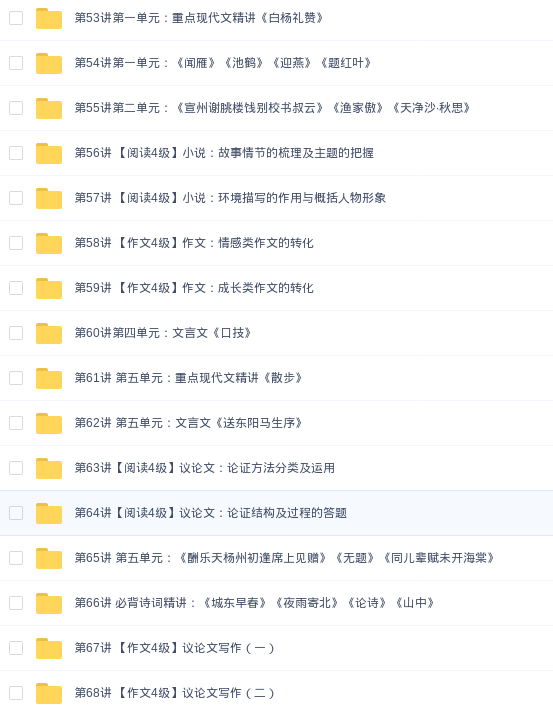 第53讲第一单元：重点现代文精讲《白杨礼赞》
第54讲第一单元：《闻雁》《池鹤》《迎燕》《题红叶》
第55讲第二单元：《宣州谢朓楼饯别校书叔云》《渔家傲》《天净沙·秋思》
第56讲 【阅读4级】小说：故事情节的梳理及主题的把握
第57讲 【阅读4级】小说：环境描写的作用与概括人物形象
第58讲 【作文4级】作文：情感类作文的转化
第59讲 【作文4级】作文：成长类作文的转化
第60讲第四单元：文言文《口技》
第61讲 第五单元：重点现代文精讲《散步》
第62讲 第五单元：文言文《送东阳马生序》
第63讲【阅读4级】议论文：论证方法分类及运用
第64讲【阅读4级】议论文：论证结构及过程的答题
第65讲 第五单元：《酬乐天杨州初逢席上见赠》《无题》《同儿辈赋未开海棠》
第66讲 必背诗词精讲：《城东早春》《夜雨寄北》《论诗》《山中》
第67讲 【作文4级】议论文写作（一）
第68讲 【作文4级】议论文写作（二）